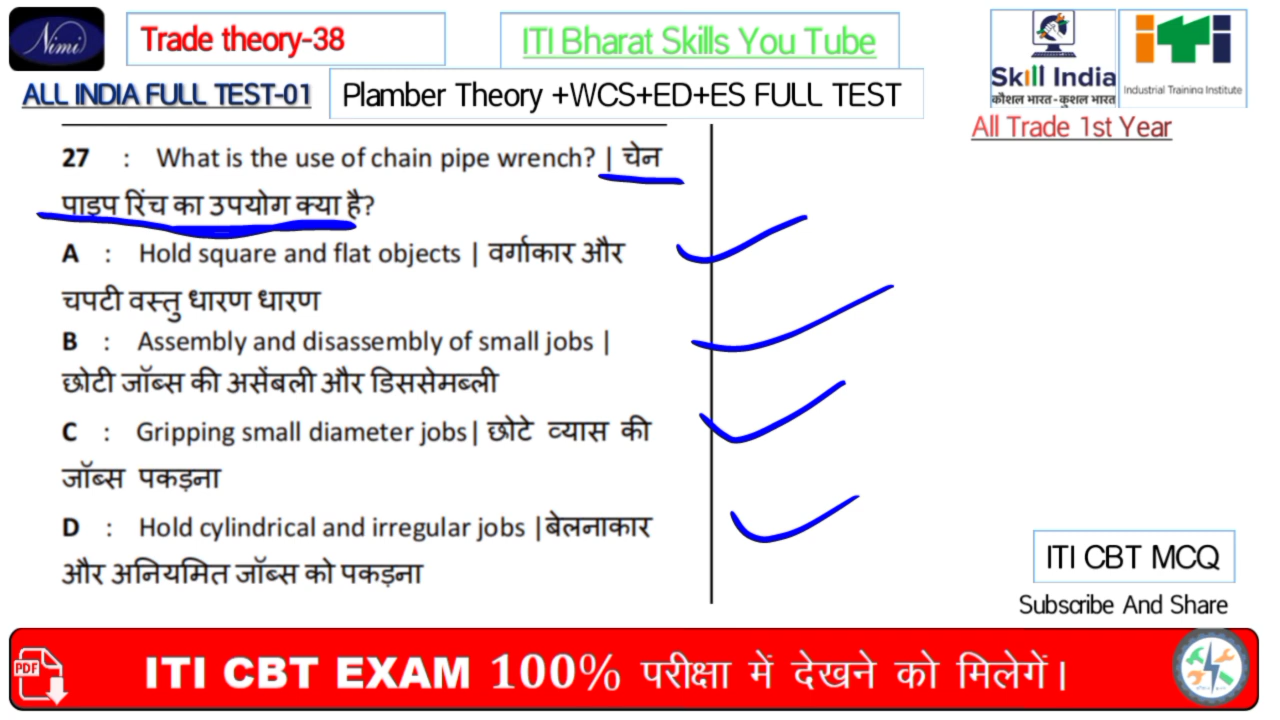 Nimi
Trade theory-38
ITI Bharat Skills You Tube
ALL INDIA FULL TEST-01
Plamber Theory +WCS+ED+ES FULL TEST
Skill India
कौशल भारत-कुशल भारत
iTi
Industrial Training Institute
All Trade 1st Year
27 : What is the use of chain pipe wrench? | चेन
पाइप रिंच का उपयोग क्या है?
A : Hold square and flat objects | वर्गाकार और
चपटी वस्तु धारण धारण
B : Assembly and disassembly of small jobs |
छोटी जॉब्स की असेंबली और डिससेमब्ली
C : Gripping small diameter jobs| छोटे व्यास की
जॉब्स पकड़ना
D : Hold cylindrical and irregular jobs |बेलनाकार
और अनियमित जॉब्स को पकड़ना
ITI CBT MCQ
Subscribe And Share
PDF
ITI CBT EXAM 100% परीक्षा में देखने को मिलेगें।